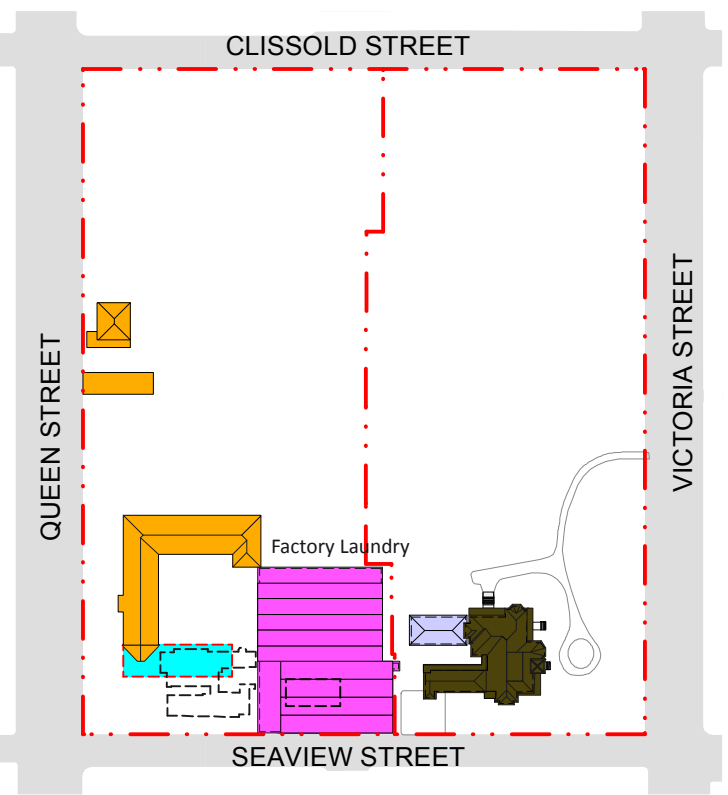 CLISSOLD STREET
QUEEN STREET
VICTORIA STREET
Factory Laundry
SEAVIEW STREET